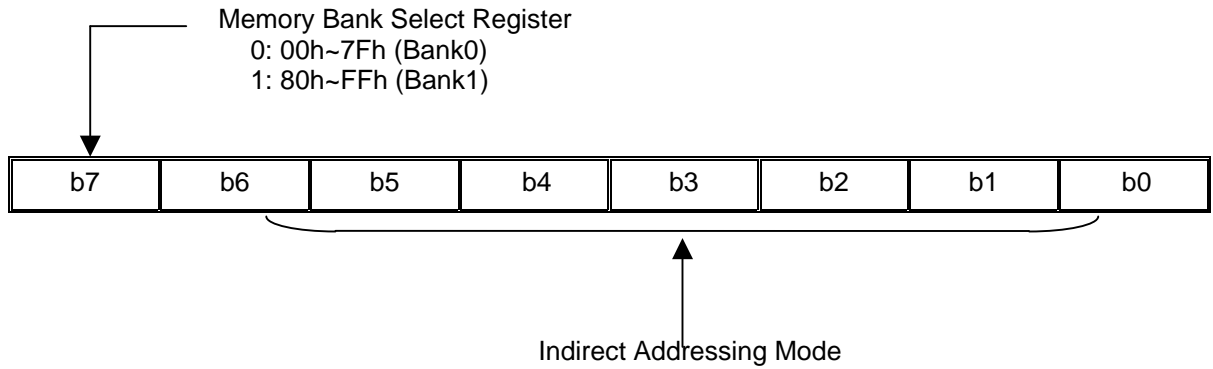 Memory Bank Select Register
0: 00h~7Fh (Bank0)
1: 80h~FFh (Bank1)
b7 b6 b5 b4 b3 b2 b1 b0
Indirect Addressing Mode